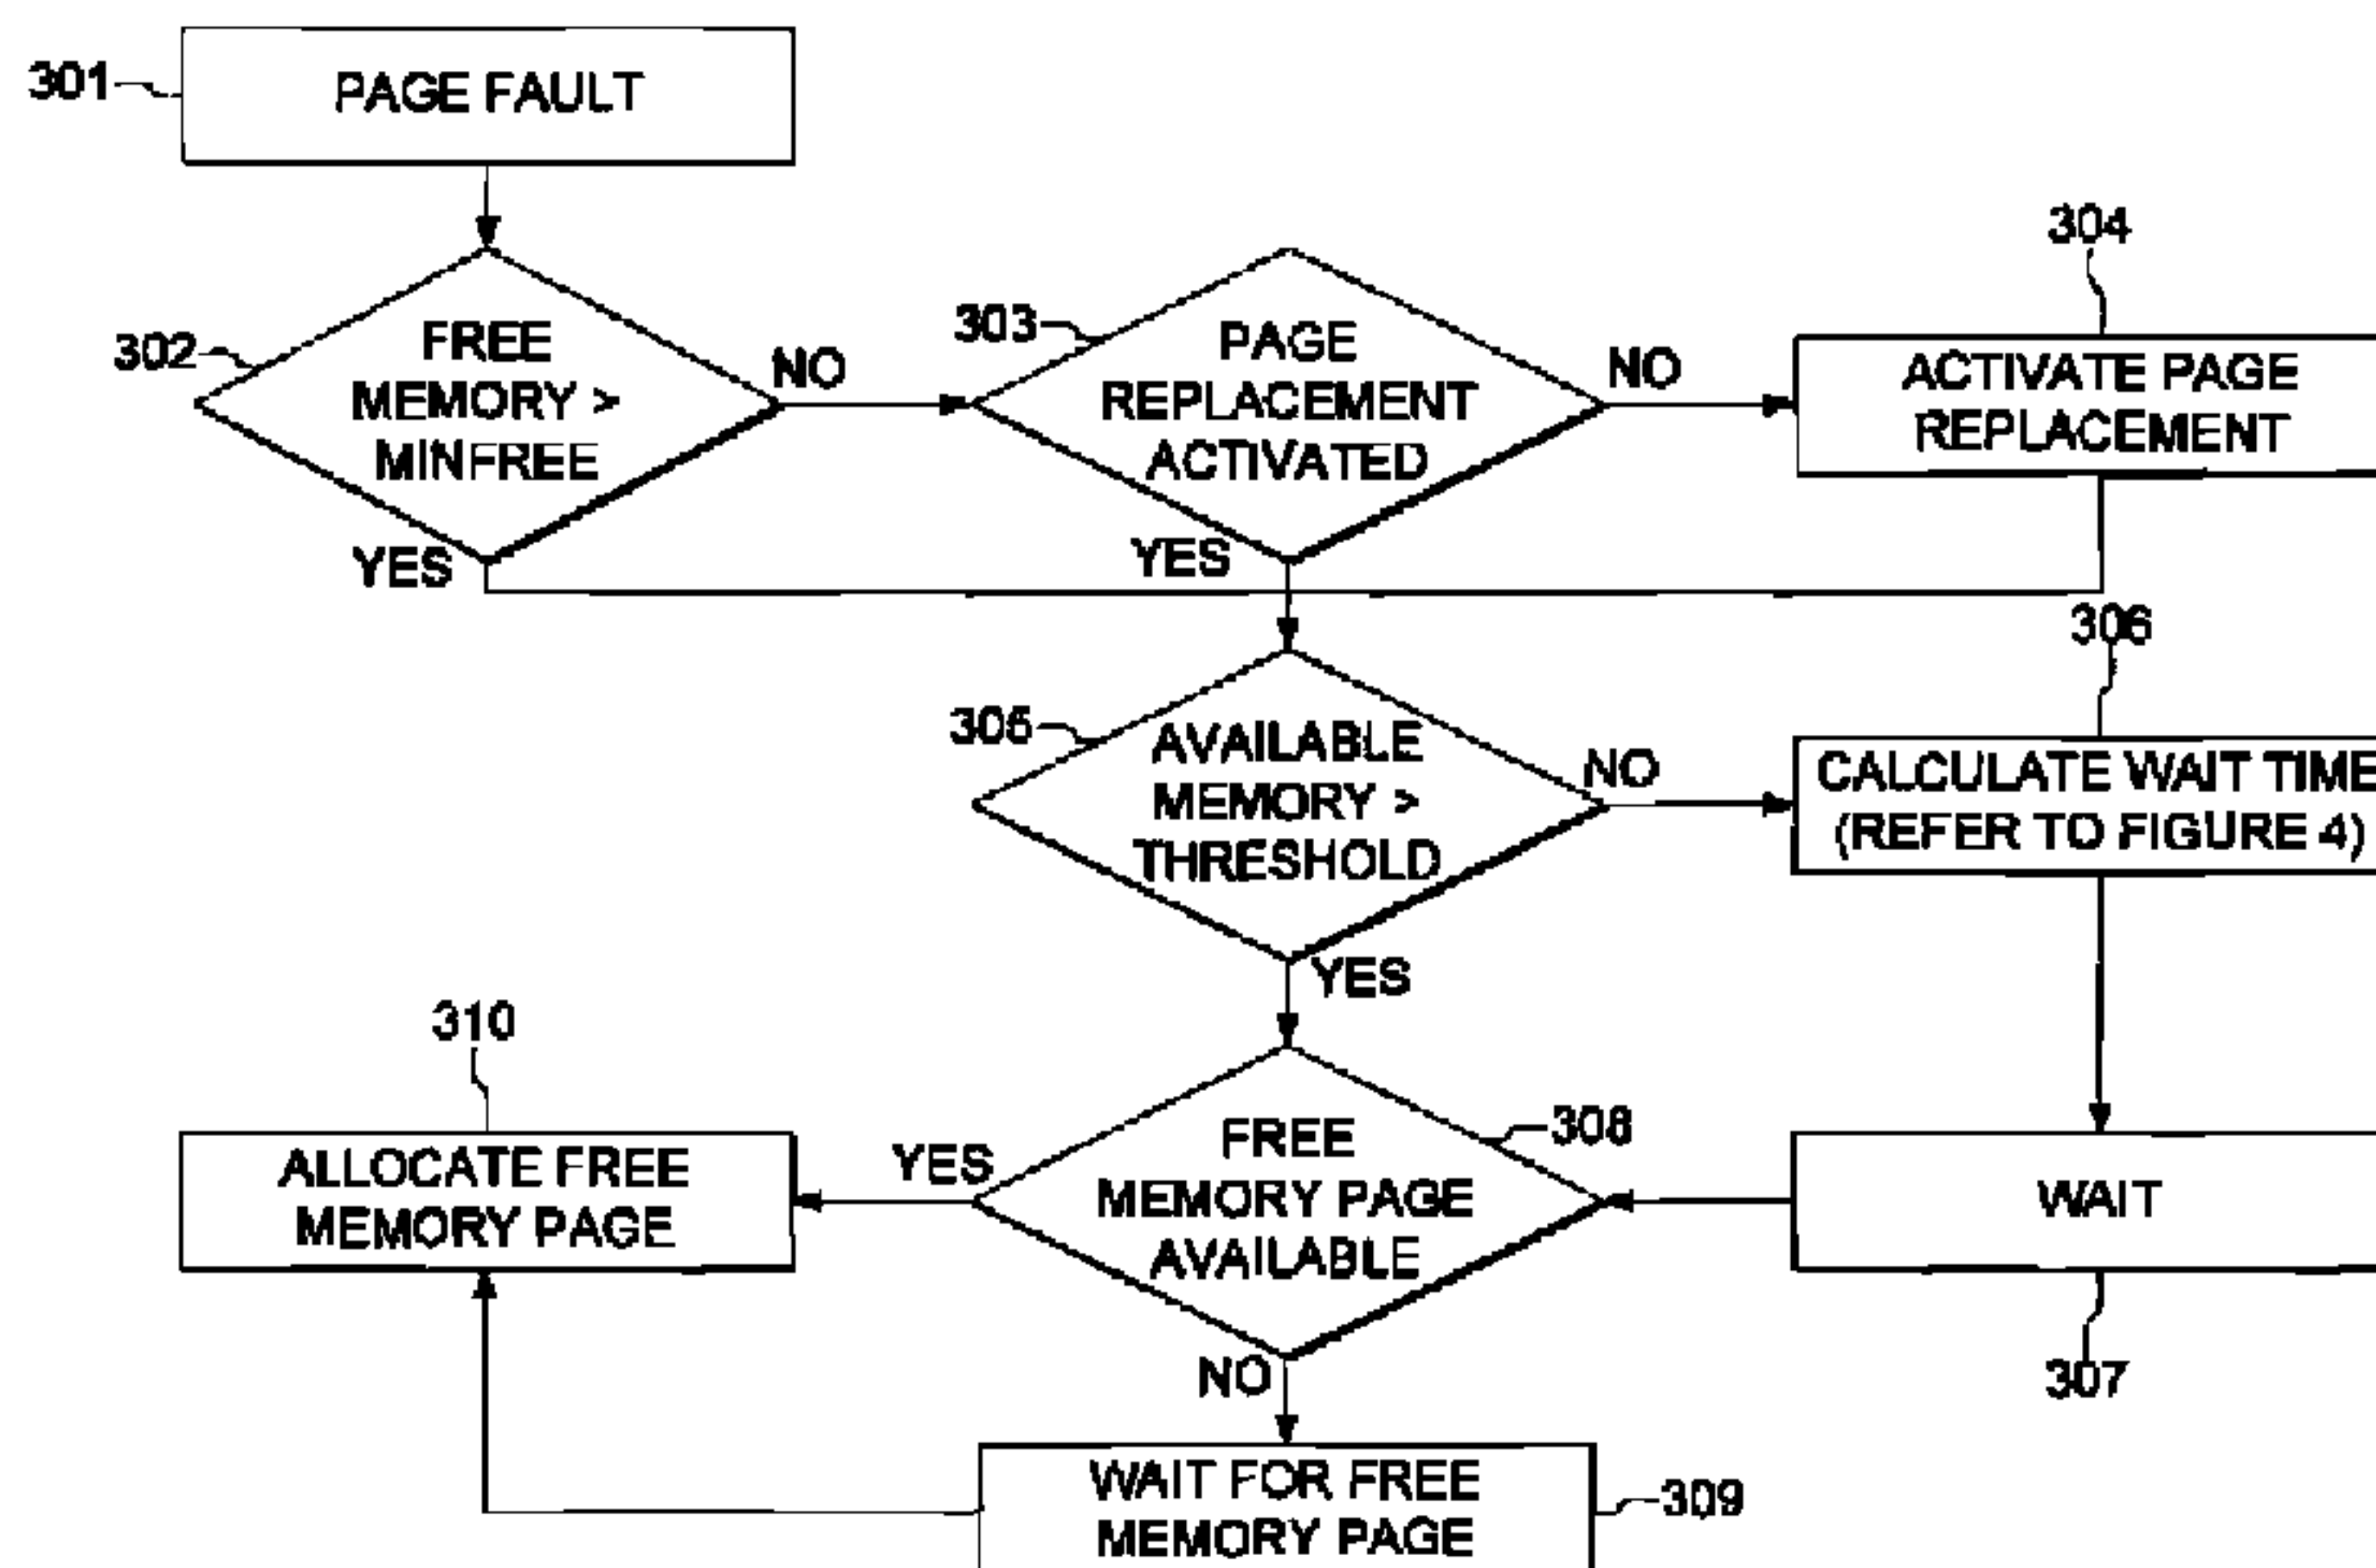 301
PAGE FAULT
302
FREE
MEMORY >
MINFREE
NO
YES
303
PAGE
REPLACEMENT
ACTIVATED
NO
YES
304
ACTIVATE PAGE
REPLACEMENT
305
AVAILABLE
MEMORY >
THRESHOLD
NO
YES
306
CALCULATE WAIT TIME
(REFER TO FIGURE 4)
WAIT
307
308
FREE
MEMORY PAGE
AVAILABLE
YES
NO
310
ALLOCATE FREE
MEMORY PAGE
WAIT FOR FREE
MEMORY PAGE
309